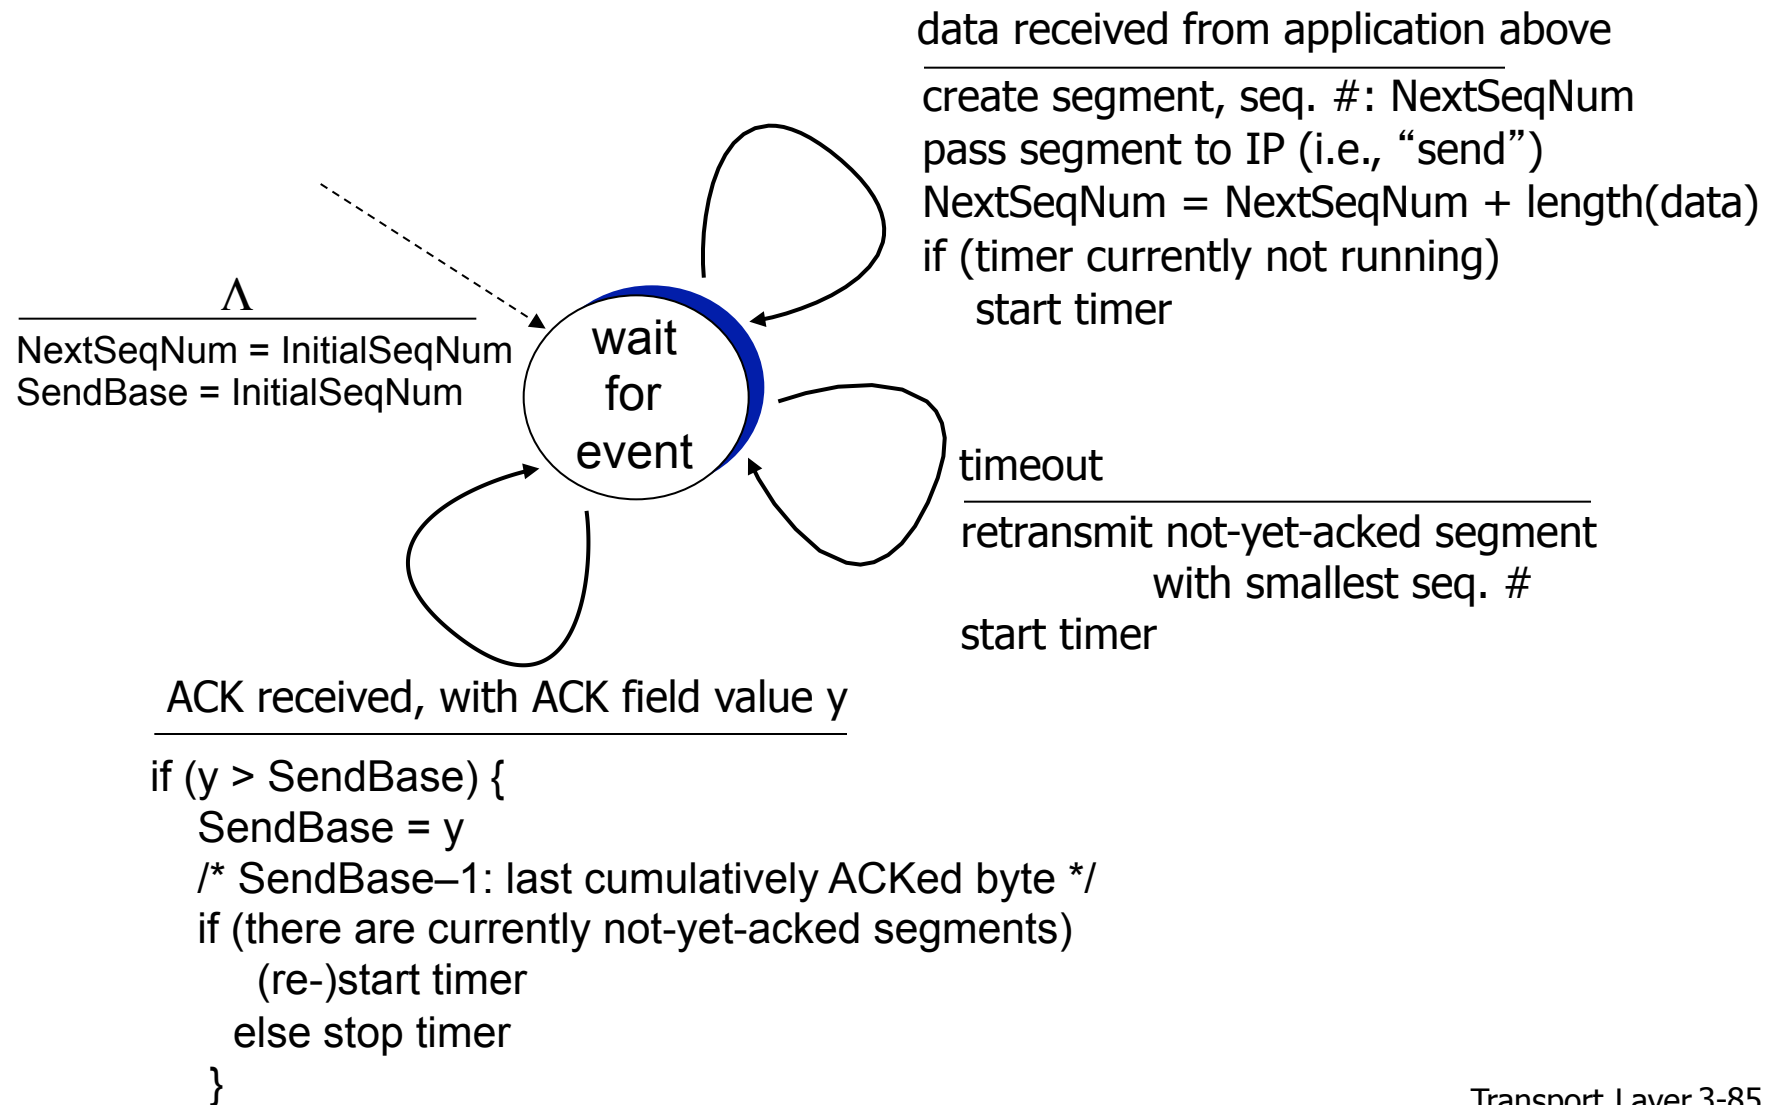 data received from application above
create segment, seq. #: NextSeqNum
pass segment to IP (i.e., “send”)
NextSeqNum = NextSeqNum + length(data)
if (timer currently not running)
start timer
Λ
NextSeqNum = InitialSeqNum
SendBase = InitialSeqNum
wait
for
event
timeout
retransmit not-yet-acked segment
with smallest seq. #
start timer
ACK received, with ACK field value y
if (y > SendBase) {
SendBase = y
/* SendBase–1: last cumulatively ACKed byte */
if (there are currently not-yet-acked segments)
(re-)start timer
else stop timer
}
Transport Layer 3-85